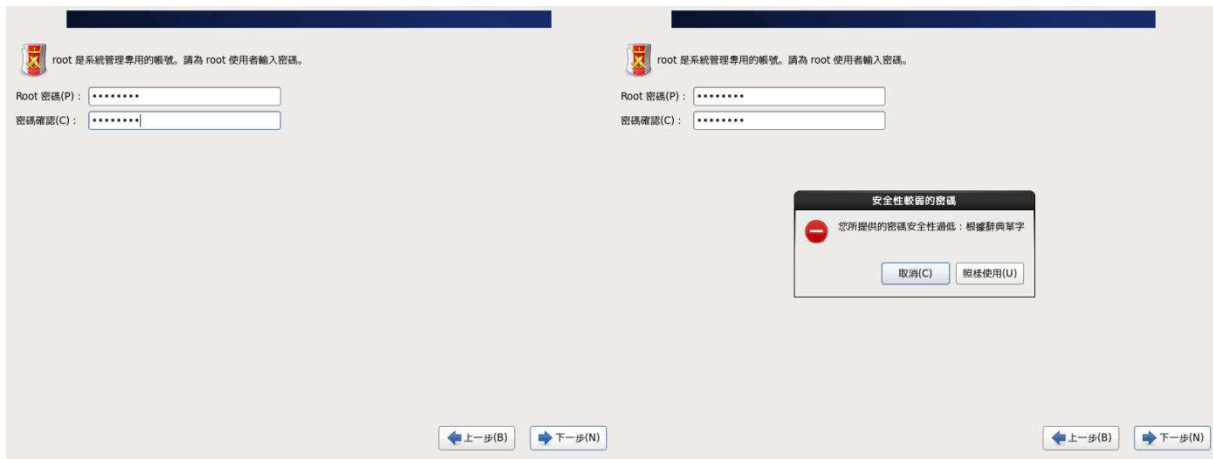 root 是系統管理專用的帳號。請為 root 使用者輸入密碼。
Root 密碼(P)：
密碼確認(C)：
上一步(B)
下一步(N)
root 是系統管理專用的帳號。請為 root 使用者輸入密碼。
Root 密碼(P)：
密碼確認(C)：
安全性較弱的密碼
您所提供的密碼安全性過低：根據辭典單字
取消(C)
照樣使用(U)
上一步(B)
下一步(N)